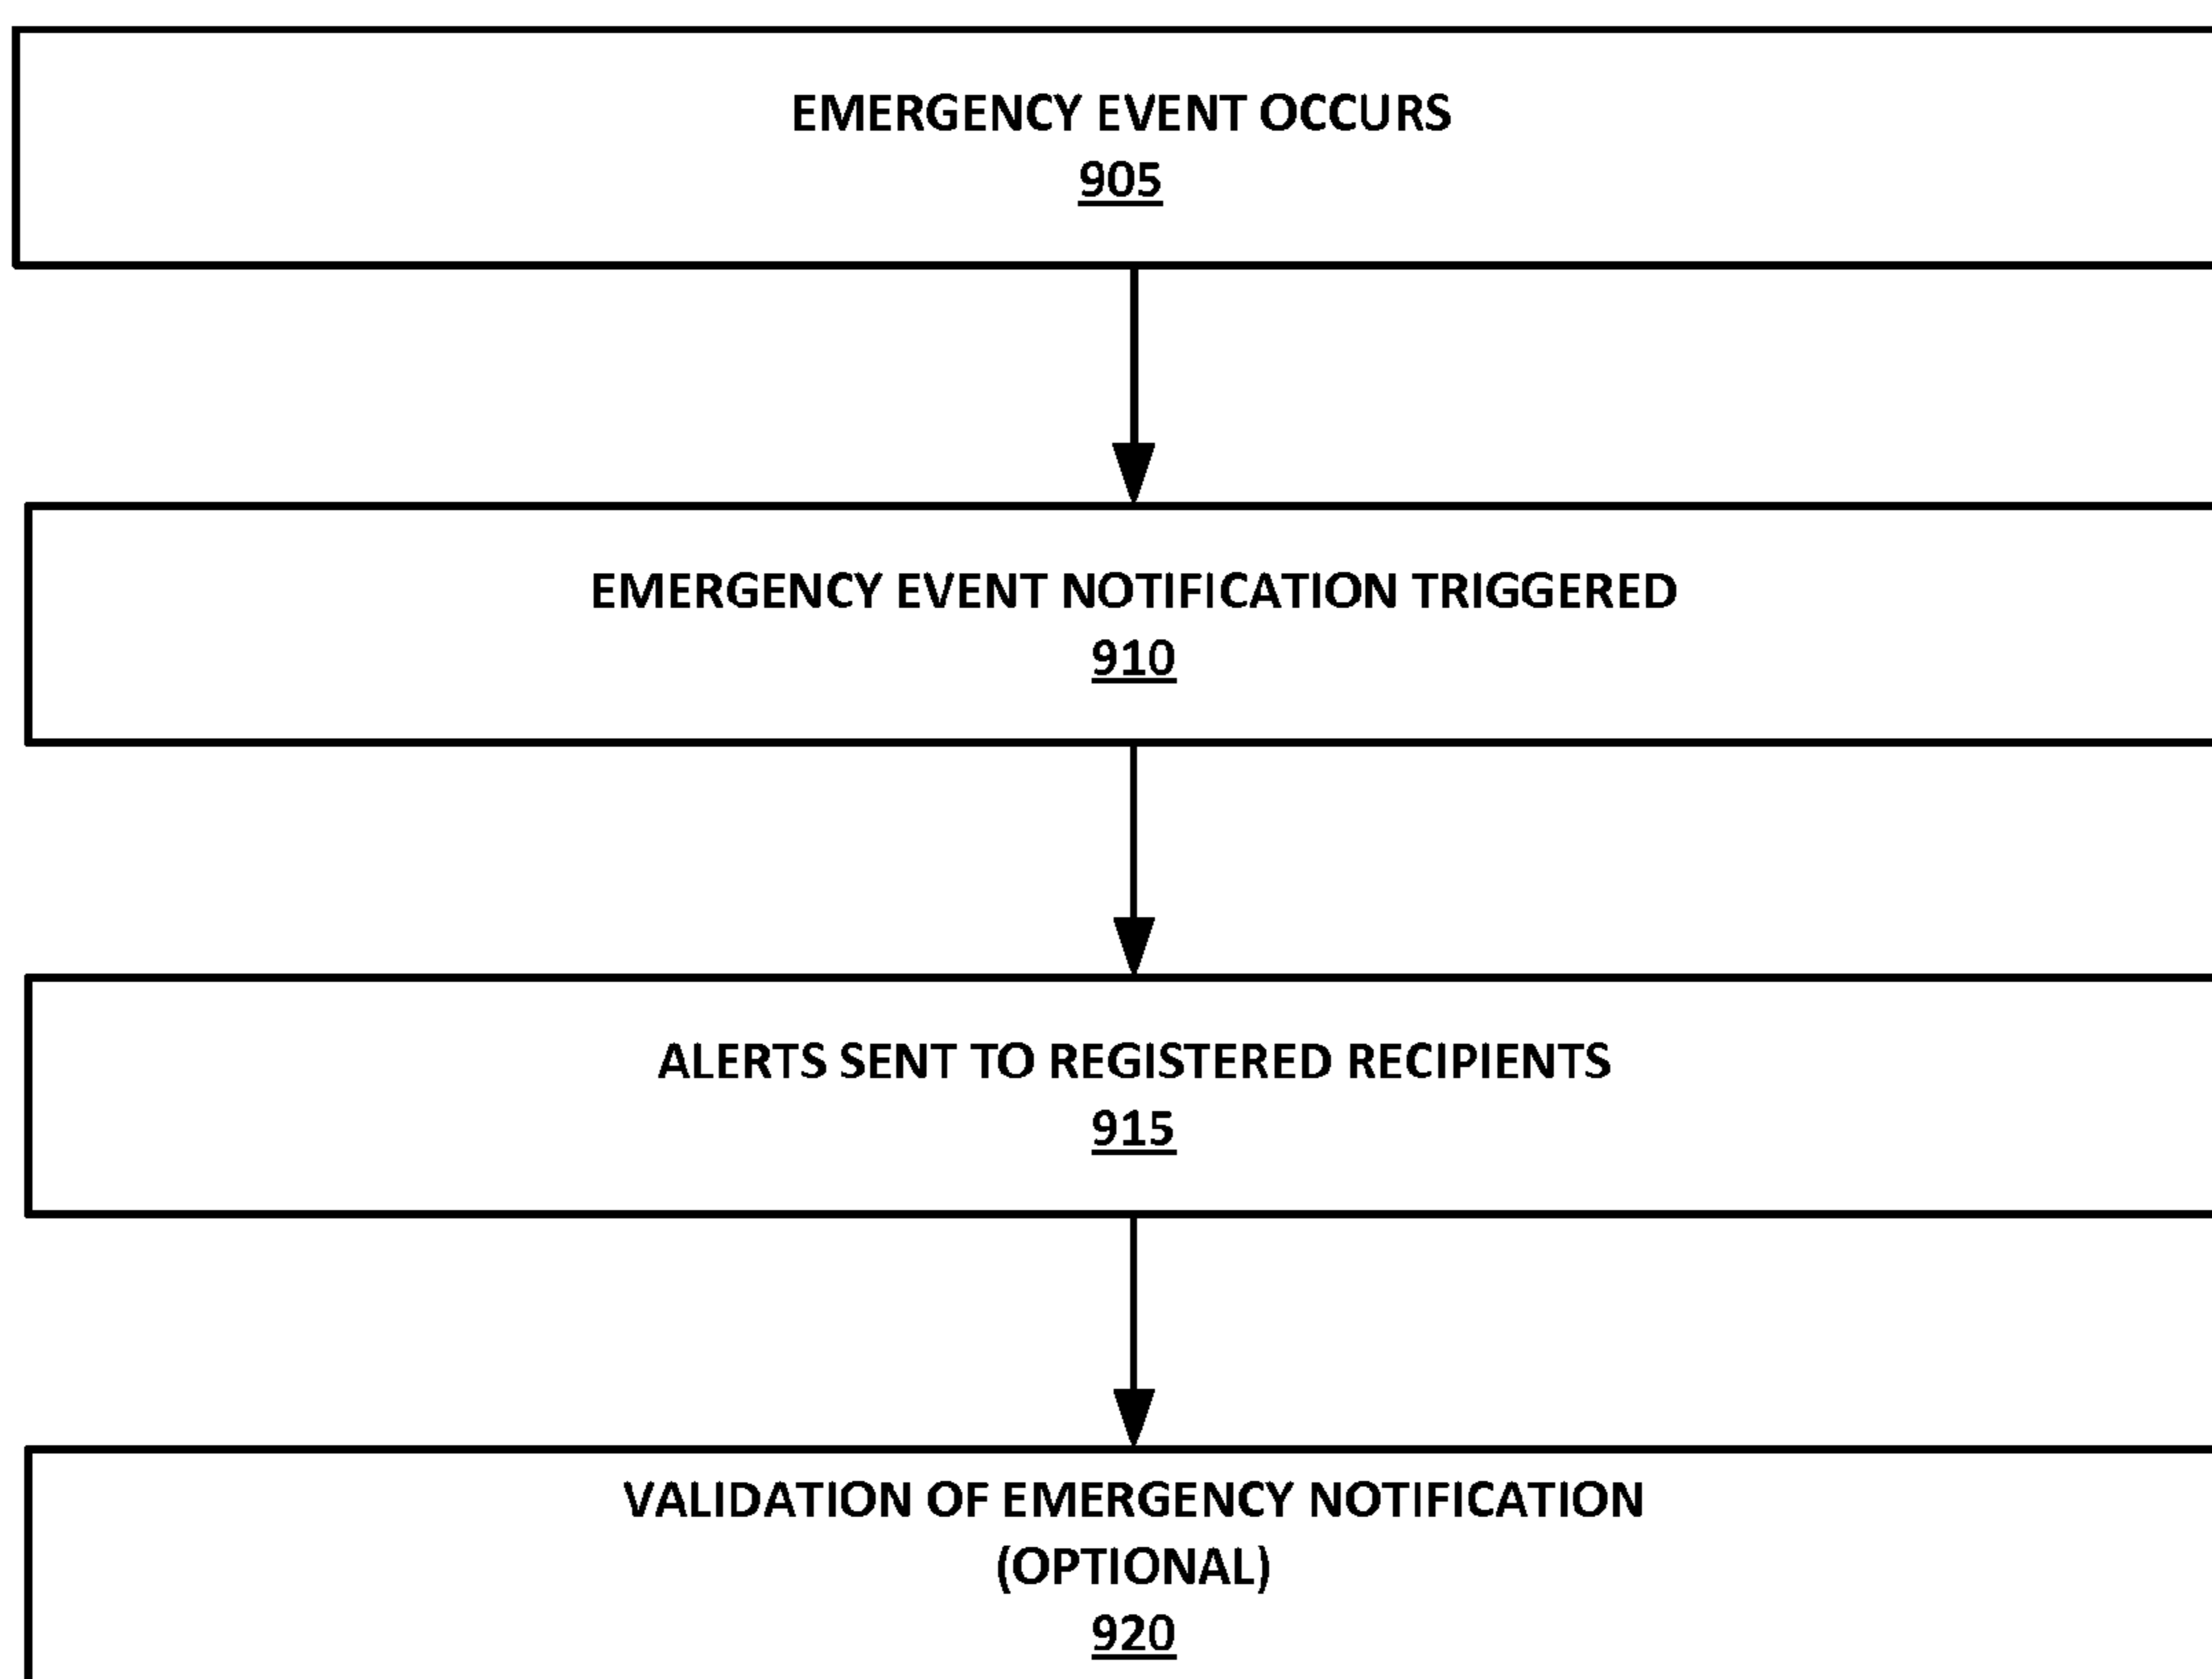 EMERGENCY EVENT OCCURS
905
EMERGENCY EVENT NOTIFICATION TRIGGERED
910
ALERTS SENT TO REGISTERED RECIPIENTS
915
VALIDATION OF EMERGENCY NOTIFICATION
(OPTIONAL)
920